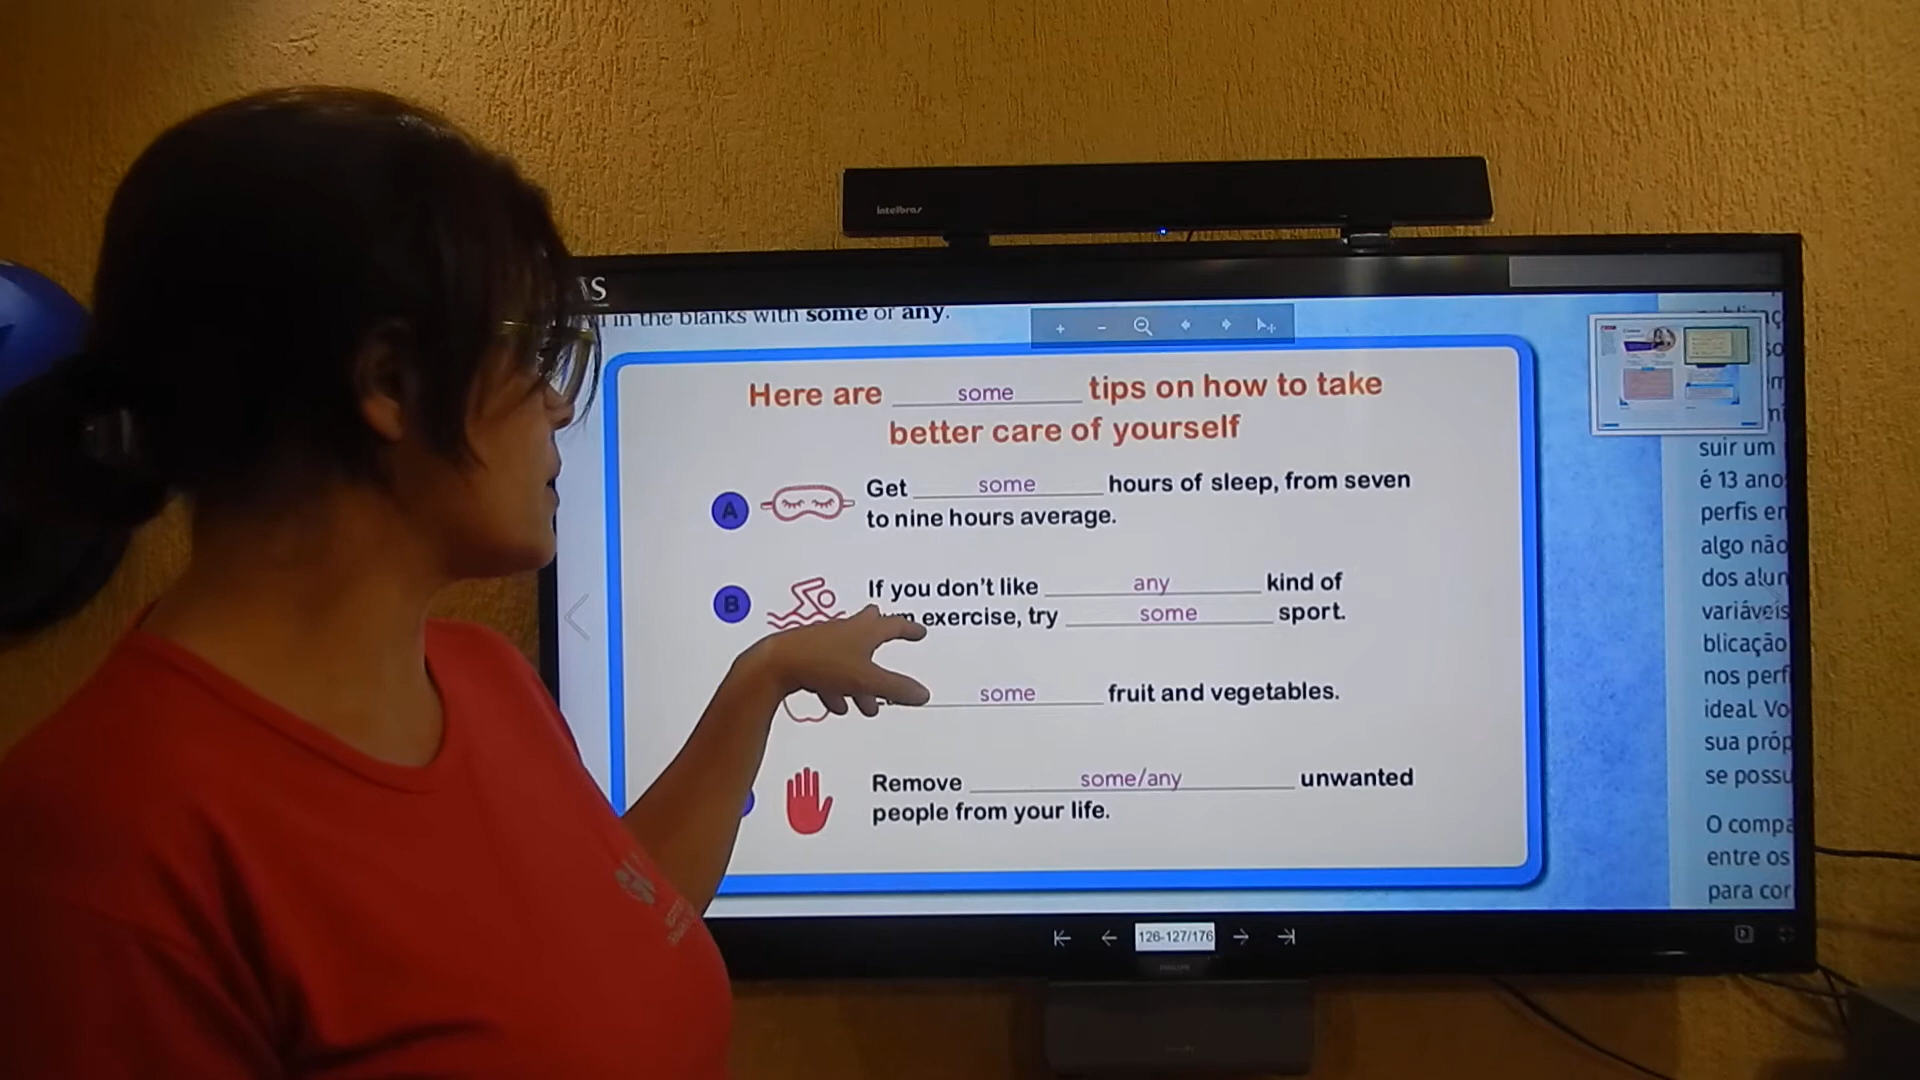 intelbras
in the blanks with some or any.
Here are some tips on how to take
better care of yourself
A
Get some hours of sleep, from seven
to nine hours average.
B
If you don't like any kind of
exercise, try some sport.
some fruit and vegetables.
Remove some/any unwanted
people from your life.
suir um
é 13 ano
perfis en
algo não
dos alun
variáveis
blicação
nos perf
ideal. Vo
sua próp
se possu
O compa
entre os
para cor
126-127/176
PHILIPS